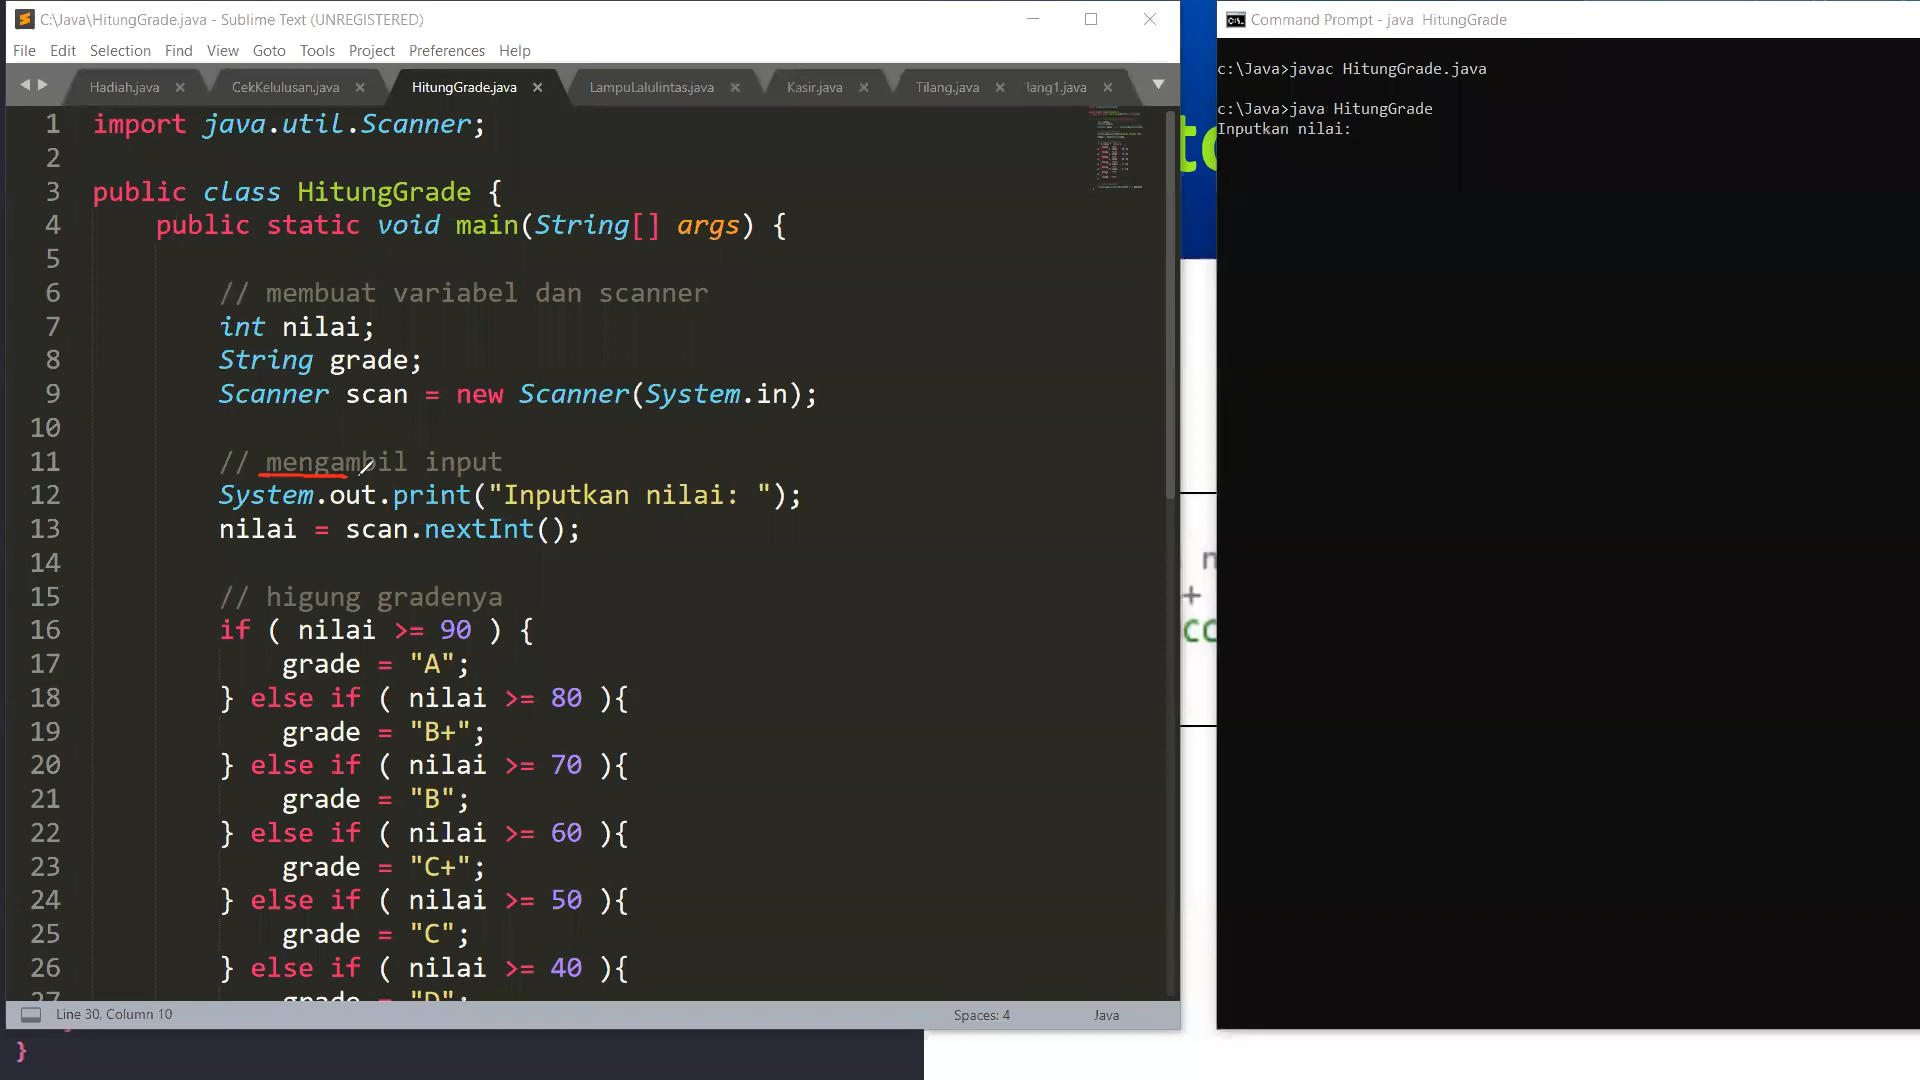 C:\Java\HitungGrade.java - Sublime Text (UNREGISTERED)
File Edit Selection Find View Goto Tools Project Preferences Help
Hadiah.java CekKelulusan.java HitungGrade.java LampuLalulintas.java Kasir.java Tilang.java lang1.java
1 import java.util.Scanner;
2
3 public class HitungGrade {
4 public static void main(String[] args) {
5
6 // membuat variabel dan scanner
7 int nilai;
8 String grade;
9 Scanner scan = new Scanner(System.in);
10
11 // mengambil input
12 System.out.print("Inputkan nilai: ");
13 nilai = scan.nextInt();
14
15 // higung gradenya
16 if ( nilai >= 90 ) {
17 grade = "A";
18 } else if ( nilai >= 80 ){
19 grade = "B+";
20 } else if ( nilai >= 70 ){
21 grade = "B";
22 } else if ( nilai >= 60 ){
23 grade = "C+";
24 } else if ( nilai >= 50 ){
25 grade = "C";
26 } else if ( nilai >= 40 ){
27 grade = "D";
Line 30, Column 10 Spaces: 4 Java
}
Command Prompt - java HitungGrade
c:\Java>javac HitungGrade.java
c:\Java>java HitungGrade
Inputkan nilai:
to
n
+
cc